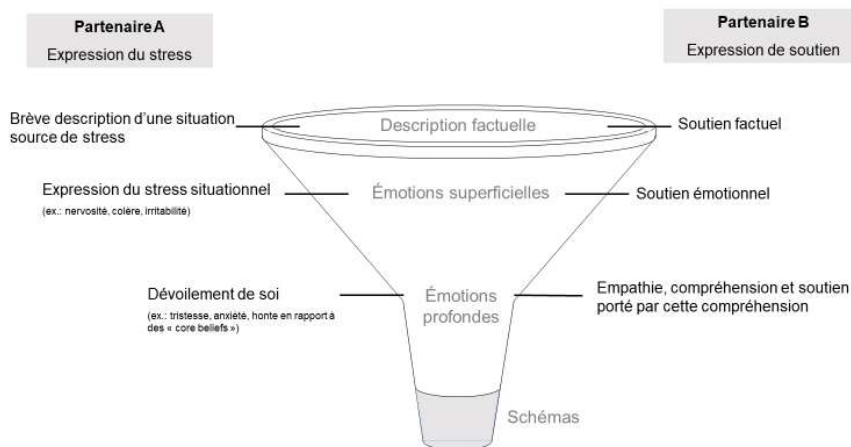 Partenaire A
Expression du stress
Partenaire B
Expression de soutien
Brève description d'une situation
source de stress
Description factuelle
Soutien factuel
Expression du stress situationnel
(ex.: nervosité, colère, irritabilité)
Émotions superficielles
Soutien émotionnel
Dévoilement de soi
(ex.: tristesse, anxiété, honte en rapport à
des « core beliefs »)
Émotions
profondes
Empathie, compréhension et soutien
porté par cette compréhension
Schémas